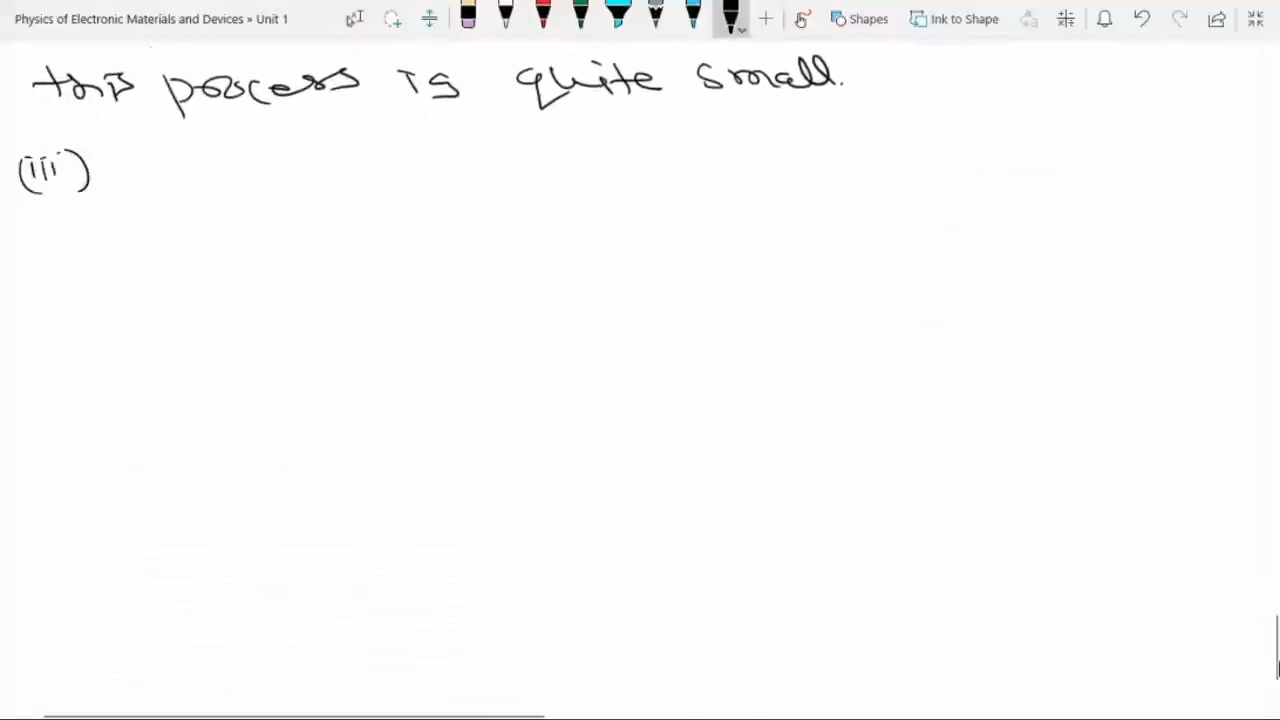 Physics of Electronic Materials and Devices » Unit 1
Shapes
Ink to Shape
this process is quite small.
(iii)